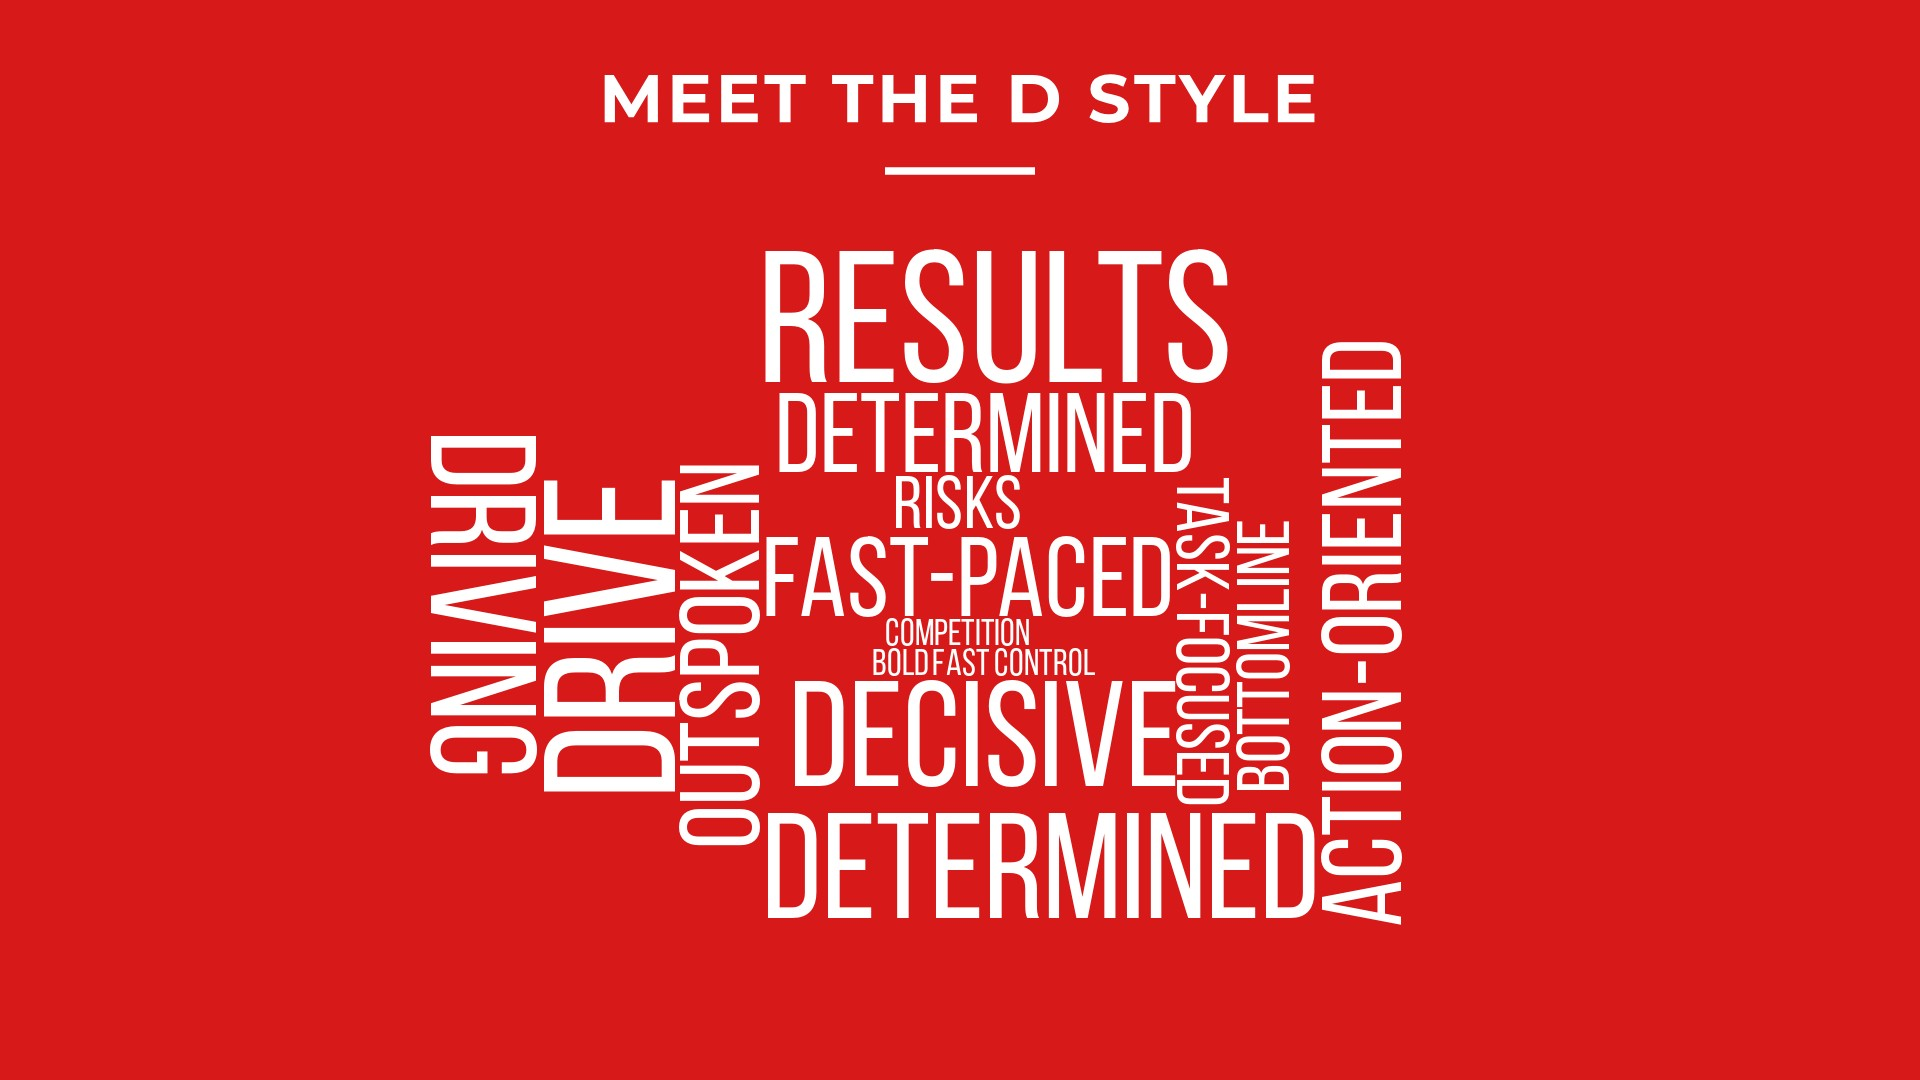 MEET THE D STYLE
RESULTS
DETERMINED
RISKS
FAST-PACED
COMPETITION
BOLD FAST CONTROL
DECISIVE
DETERMINED
DRIVING
DRIVE
OUTSPOKEN
TASK-FOCUSED
BOTTOMLINE
ACTION-ORIENTED